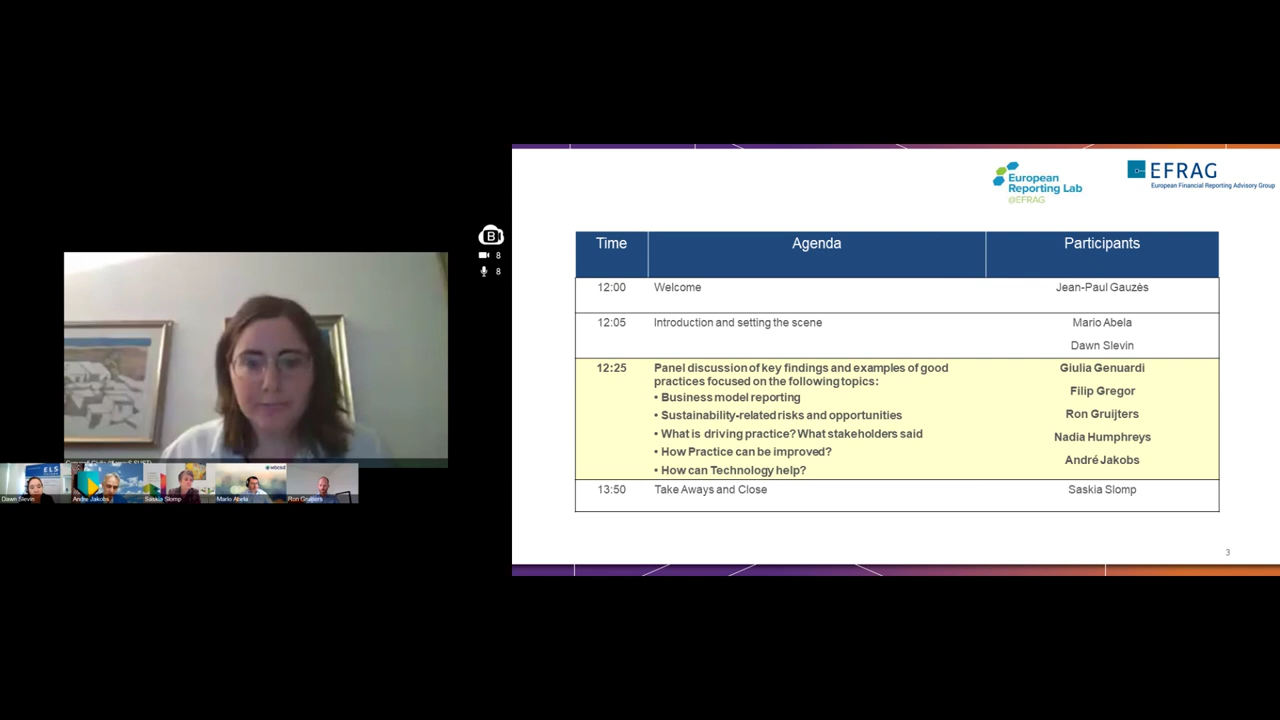 European
Reporting Lab
@EFRAG
EFRAG
European Financial Reporting Advisory Group
Time Agenda Participants
12:00 Welcome Jean-Paul Gauzès
12:05 Introduction and setting the scene Mario Abela
Dawn Slevin
12:25 Panel discussion of key findings and examples of good Giulia Genuardi
practices focused on the following topics:
• Business model reporting Filip Gregor
• Sustainability-related risks and opportunities Ron Gruijters
• What is driving practice? What stakeholders said Nadia Humphreys
• How Practice can be improved? André Jakobs
• How can Technology help?
13:50 Take Aways and Close Saskia Slomp
3
B
8
8
ELS
wbcsd
Dawn Slevin
André Jakobs
Saskia Slomp
Mario Abela
Ron Gruijters